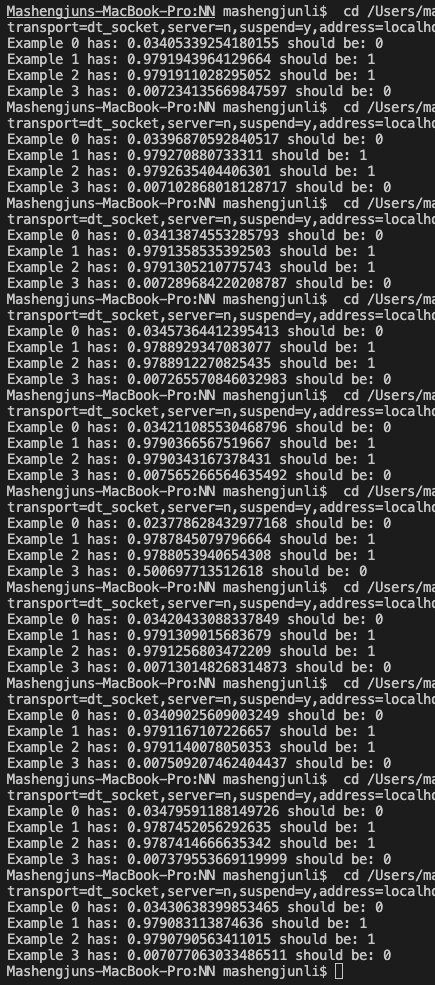 Mashengjuns-MacBook-Pro:NN mashengjunli$  cd /Users/ma
transport=dt_socket,server=n,suspend=y,address=localho
Example 0 has: 0.03405339254180155 should be: 0
Example 1 has: 0.9791943964129664 should be: 1
Example 2 has: 0.9791911028295052 should be: 1
Example 3 has: 0.007234135669847597 should be: 0
Mashengjuns-MacBook-Pro:NN mashengjunli$  cd /Users/ma
transport=dt_socket,server=n,suspend=y,address=localho
Example 0 has: 0.03396870592840517 should be: 0
Example 1 has: 0.979270880733311 should be: 1
Example 2 has: 0.9792635404406301 should be: 1
Example 3 has: 0.007102868018128717 should be: 0
Mashengjuns-MacBook-Pro:NN mashengjunli$  cd /Users/ma
transport=dt_socket,server=n,suspend=y,address=localho
Example 0 has: 0.03413874553285793 should be: 0
Example 1 has: 0.9791358535392503 should be: 1
Example 2 has: 0.9791305210775743 should be: 1
Example 3 has: 0.007289684220208787 should be: 0
Mashengjuns-MacBook-Pro:NN mashengjunli$  cd /Users/ma
transport=dt_socket,server=n,suspend=y,address=localho
Example 0 has: 0.03457364412395413 should be: 0
Example 1 has: 0.9788929347083077 should be: 1
Example 2 has: 0.9788912270825435 should be: 1
Example 3 has: 0.007265570846032983 should be: 0
Mashengjuns-MacBook-Pro:NN mashengjunli$  cd /Users/ma
transport=dt_socket,server=n,suspend=y,address=localho
Example 0 has: 0.034211085530468796 should be: 0
Example 1 has: 0.9790366567519667 should be: 1
Example 2 has: 0.9790343167378431 should be: 1
Example 3 has: 0.007565266564635492 should be: 0
Mashengjuns-MacBook-Pro:NN mashengjunli$  cd /Users/ma
transport=dt_socket,server=n,suspend=y,address=localho
Example 0 has: 0.023778628432977168 should be: 0
Example 1 has: 0.9787845079796664 should be: 1
Example 2 has: 0.9788053940654308 should be: 1
Example 3 has: 0.500697713512618 should be: 0
Mashengjuns-MacBook-Pro:NN mashengjunli$  cd /Users/ma
transport=dt_socket,server=n,suspend=y,address=localho
Example 0 has: 0.03420433088337849 should be: 0
Example 1 has: 0.9791309015683679 should be: 1
Example 2 has: 0.9791256803472209 should be: 1
Example 3 has: 0.007130148268314873 should be: 0
Mashengjuns-MacBook-Pro:NN mashengjunli$  cd /Users/ma
transport=dt_socket,server=n,suspend=y,address=localho
Example 0 has: 0.03409025609003249 should be: 0
Example 1 has: 0.9791167107226657 should be: 1
Example 2 has: 0.9791140078050353 should be: 1
Example 3 has: 0.007509207462404437 should be: 0
Mashengjuns-MacBook-Pro:NN mashengjunli$  cd /Users/ma
transport=dt_socket,server=n,suspend=y,address=localho
Example 0 has: 0.03479591188149726 should be: 0
Example 1 has: 0.9787452056292635 should be: 1
Example 2 has: 0.9787414666635342 should be: 1
Example 3 has: 0.007379553669119999 should be: 0
Mashengjuns-MacBook-Pro:NN mashengjunli$  cd /Users/ma
transport=dt_socket,server=n,suspend=y,address=localho
Example 0 has: 0.03430638399853465 should be: 0
Example 1 has: 0.979083113874636 should be: 1
Example 2 has: 0.9790790563411015 should be: 1
Example 3 has: 0.007077063033486511 should be: 0
Mashengjuns-MacBook-Pro:NN mashengjunli$